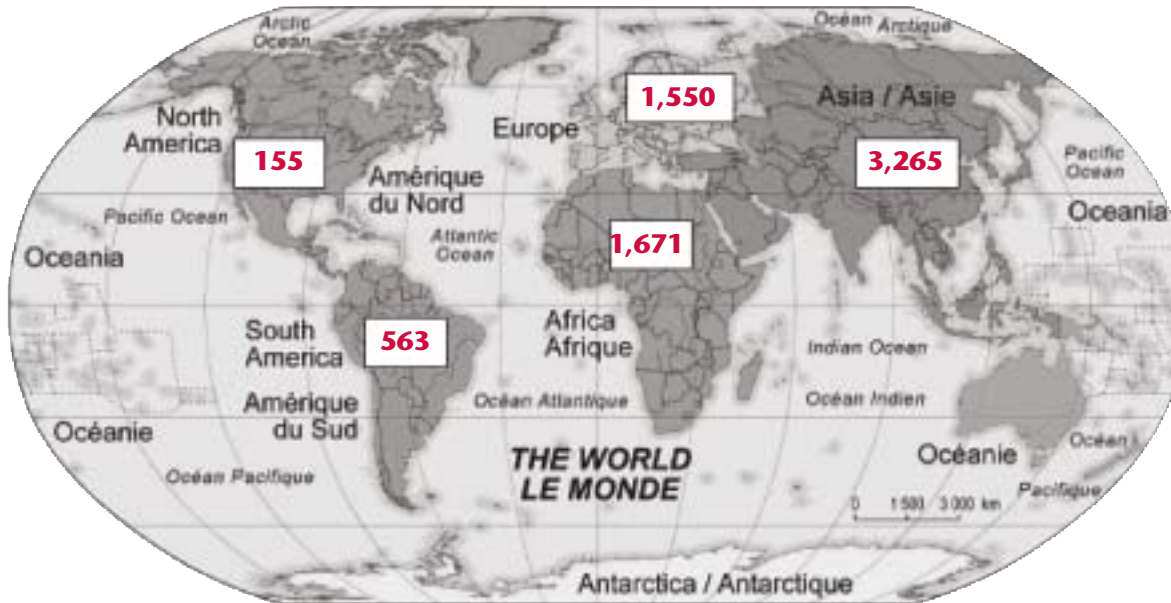 Arctic
Ocean
Océan
Arctique
North
America
155
Amérique
du Nord
Pacific Ocean
Atlantic
Ocean
Europe
1,550
Asia / Asie
3,265
Pacific
Ocean
Oceania
Oceania
1,671
Africa
Afrique
South
America
563
Amérique
du Sud
Indian Ocean
Océan Atlantique
Océan Indien
Océanie
Océan Pacifique
THE WORLD
LE MONDE
Océanie
Océan
Pacifique
0 1 500 3 000 km
Antarctica / Antarctique